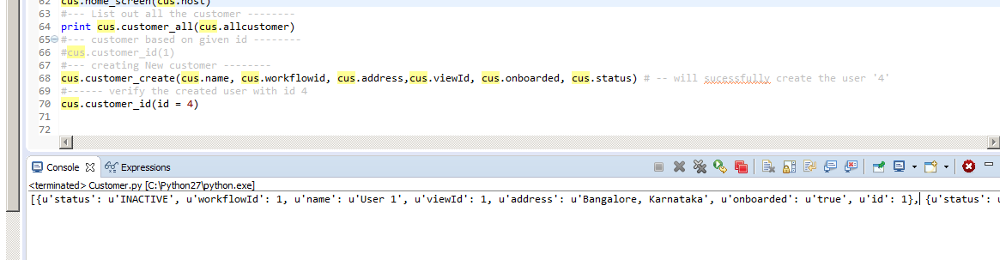 62 cus.home_screen(cus.host)
63 #--- List out all the customer --------
64 print cus.customer_all(cus.allcustomer)
65 #--- customer based on given id --------
66 #cus.customer_id(1)
67 #--- creating New customer --------
68 cus.customer_create(cus.name, cus.workflowid, cus.address,cus.viewId, cus.onboarded, cus.status) # -- will sucessfully create the user '4'
69 #------ verify the created user with id 4
70 cus.customer_id(id = 4)
71
72
Console Expressions
<terminated> Customer.py [C:\Python27\python.exe]
[{u'status': u'INACTIVE', u'workflowId': 1, u'name': u'User 1', u'viewId': 1, u'address': u'Bangalore, Karnataka', u'onboarded': u'true', u'id': 1}, {u'status': u